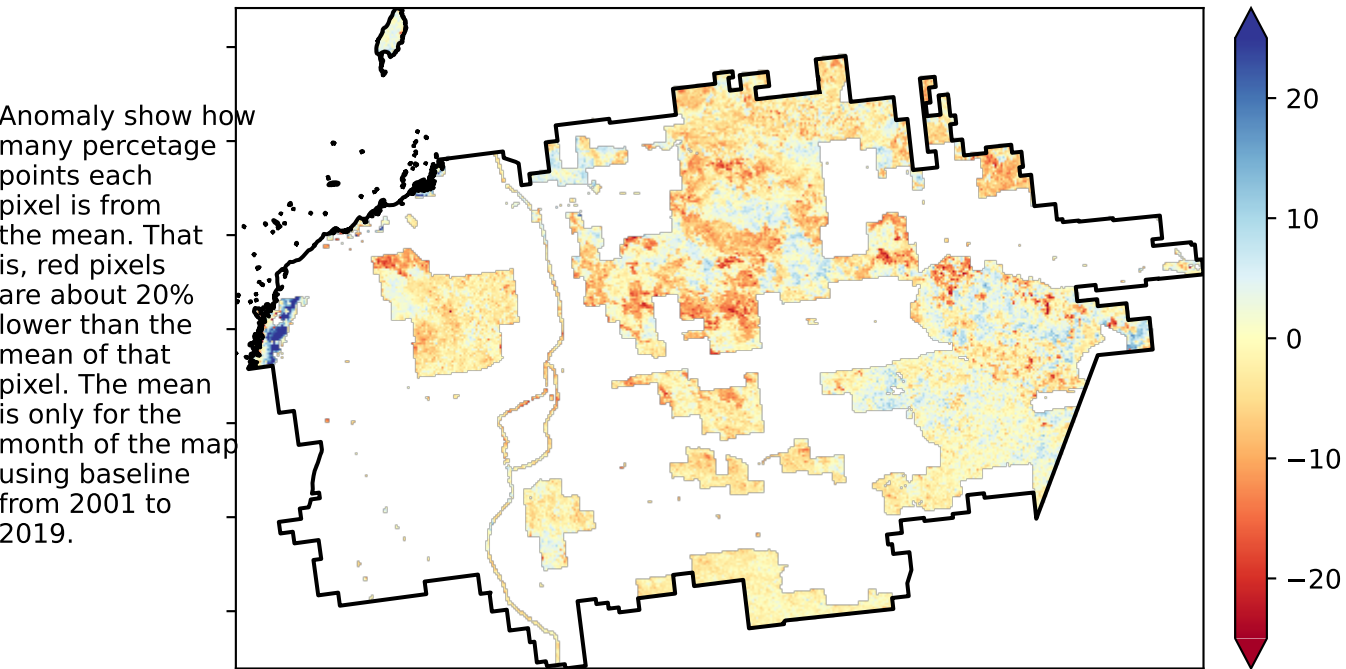 Anomaly show how
many percetage
points each
pixel is from
the mean. That
is, red pixels
are about 20%
lower than the
mean of that
pixel. The mean
is only for the
month of the map
using baseline
from 2001 to
2019.
20
10
0
−10
−20